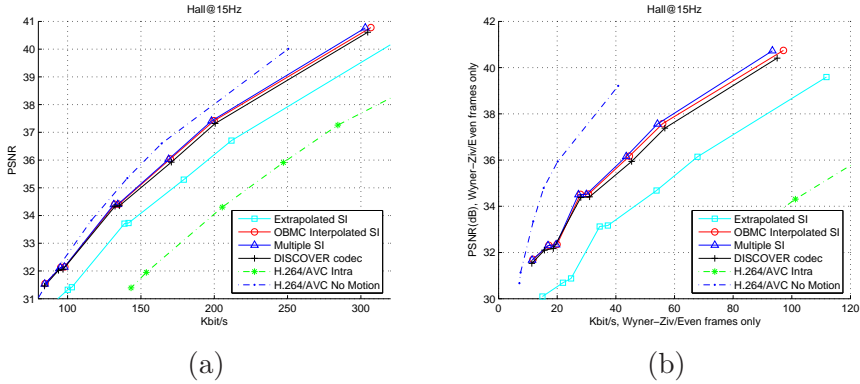 Hall@15Hz
41
40
39
38
37
36
35
34
33
32
31
PSNR
100
150
200
250
300
Kbit/s
Extrapolated SI
OBMC Interpolated SI
Multiple SI
DISCOVER codec
H.264/AVC Intra
H.264/AVC No Motion
(a)
Hall@15Hz
42
40
38
36
34
32
30
PSNR(dB), Wyner-Ziv/Even frames only
0
20
40
60
80
100
120
Kbit/s, Wyner-Ziv/Even frames only
Extrapolated SI
OBMC Interpolated SI
Multiple SI
DISCOVER codec
H.264/AVC Intra
H.264/AVC No Motion
(b)